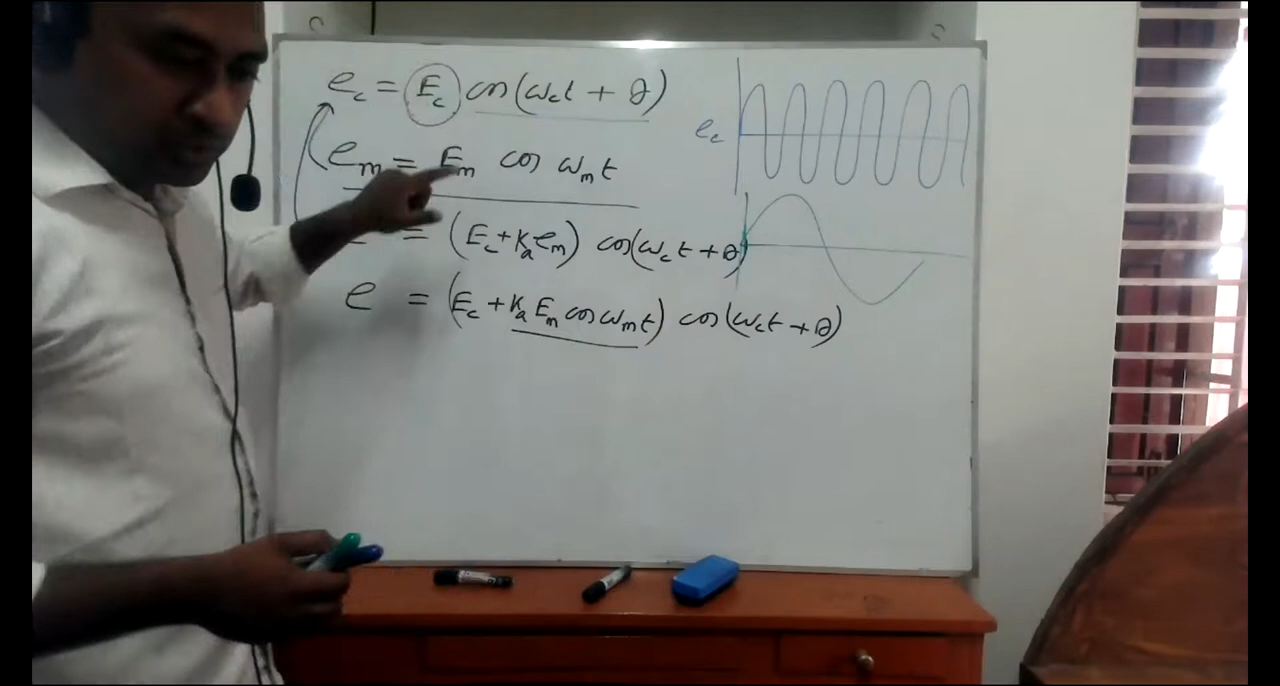 e_c = E_c cos(ω_c t + θ)
e_m = E_m cos ω_m t
e_c
= (E_c + k_a e_m) cos(ω_c t + θ)
e = (E_c + k_a E_m cos ω_m t) cos(ω_c t + θ)